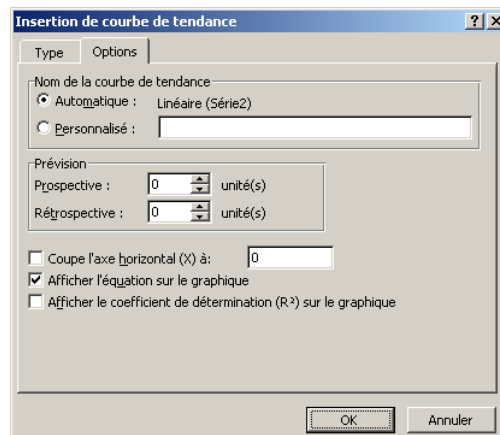 Insertion de courbe de tendance
Type Options
Nom de la courbe de tendance
Automatique : Linéaire (Série2)
Personnalisé :
Prévision
Prospective : 0 unité(s)
Rétrospective : 0 unité(s)
Coupe l'axe horizontal (X) à: 0
Afficher l'équation sur le graphique
Afficher le coefficient de détermination (R²) sur le graphique
OK Annuler